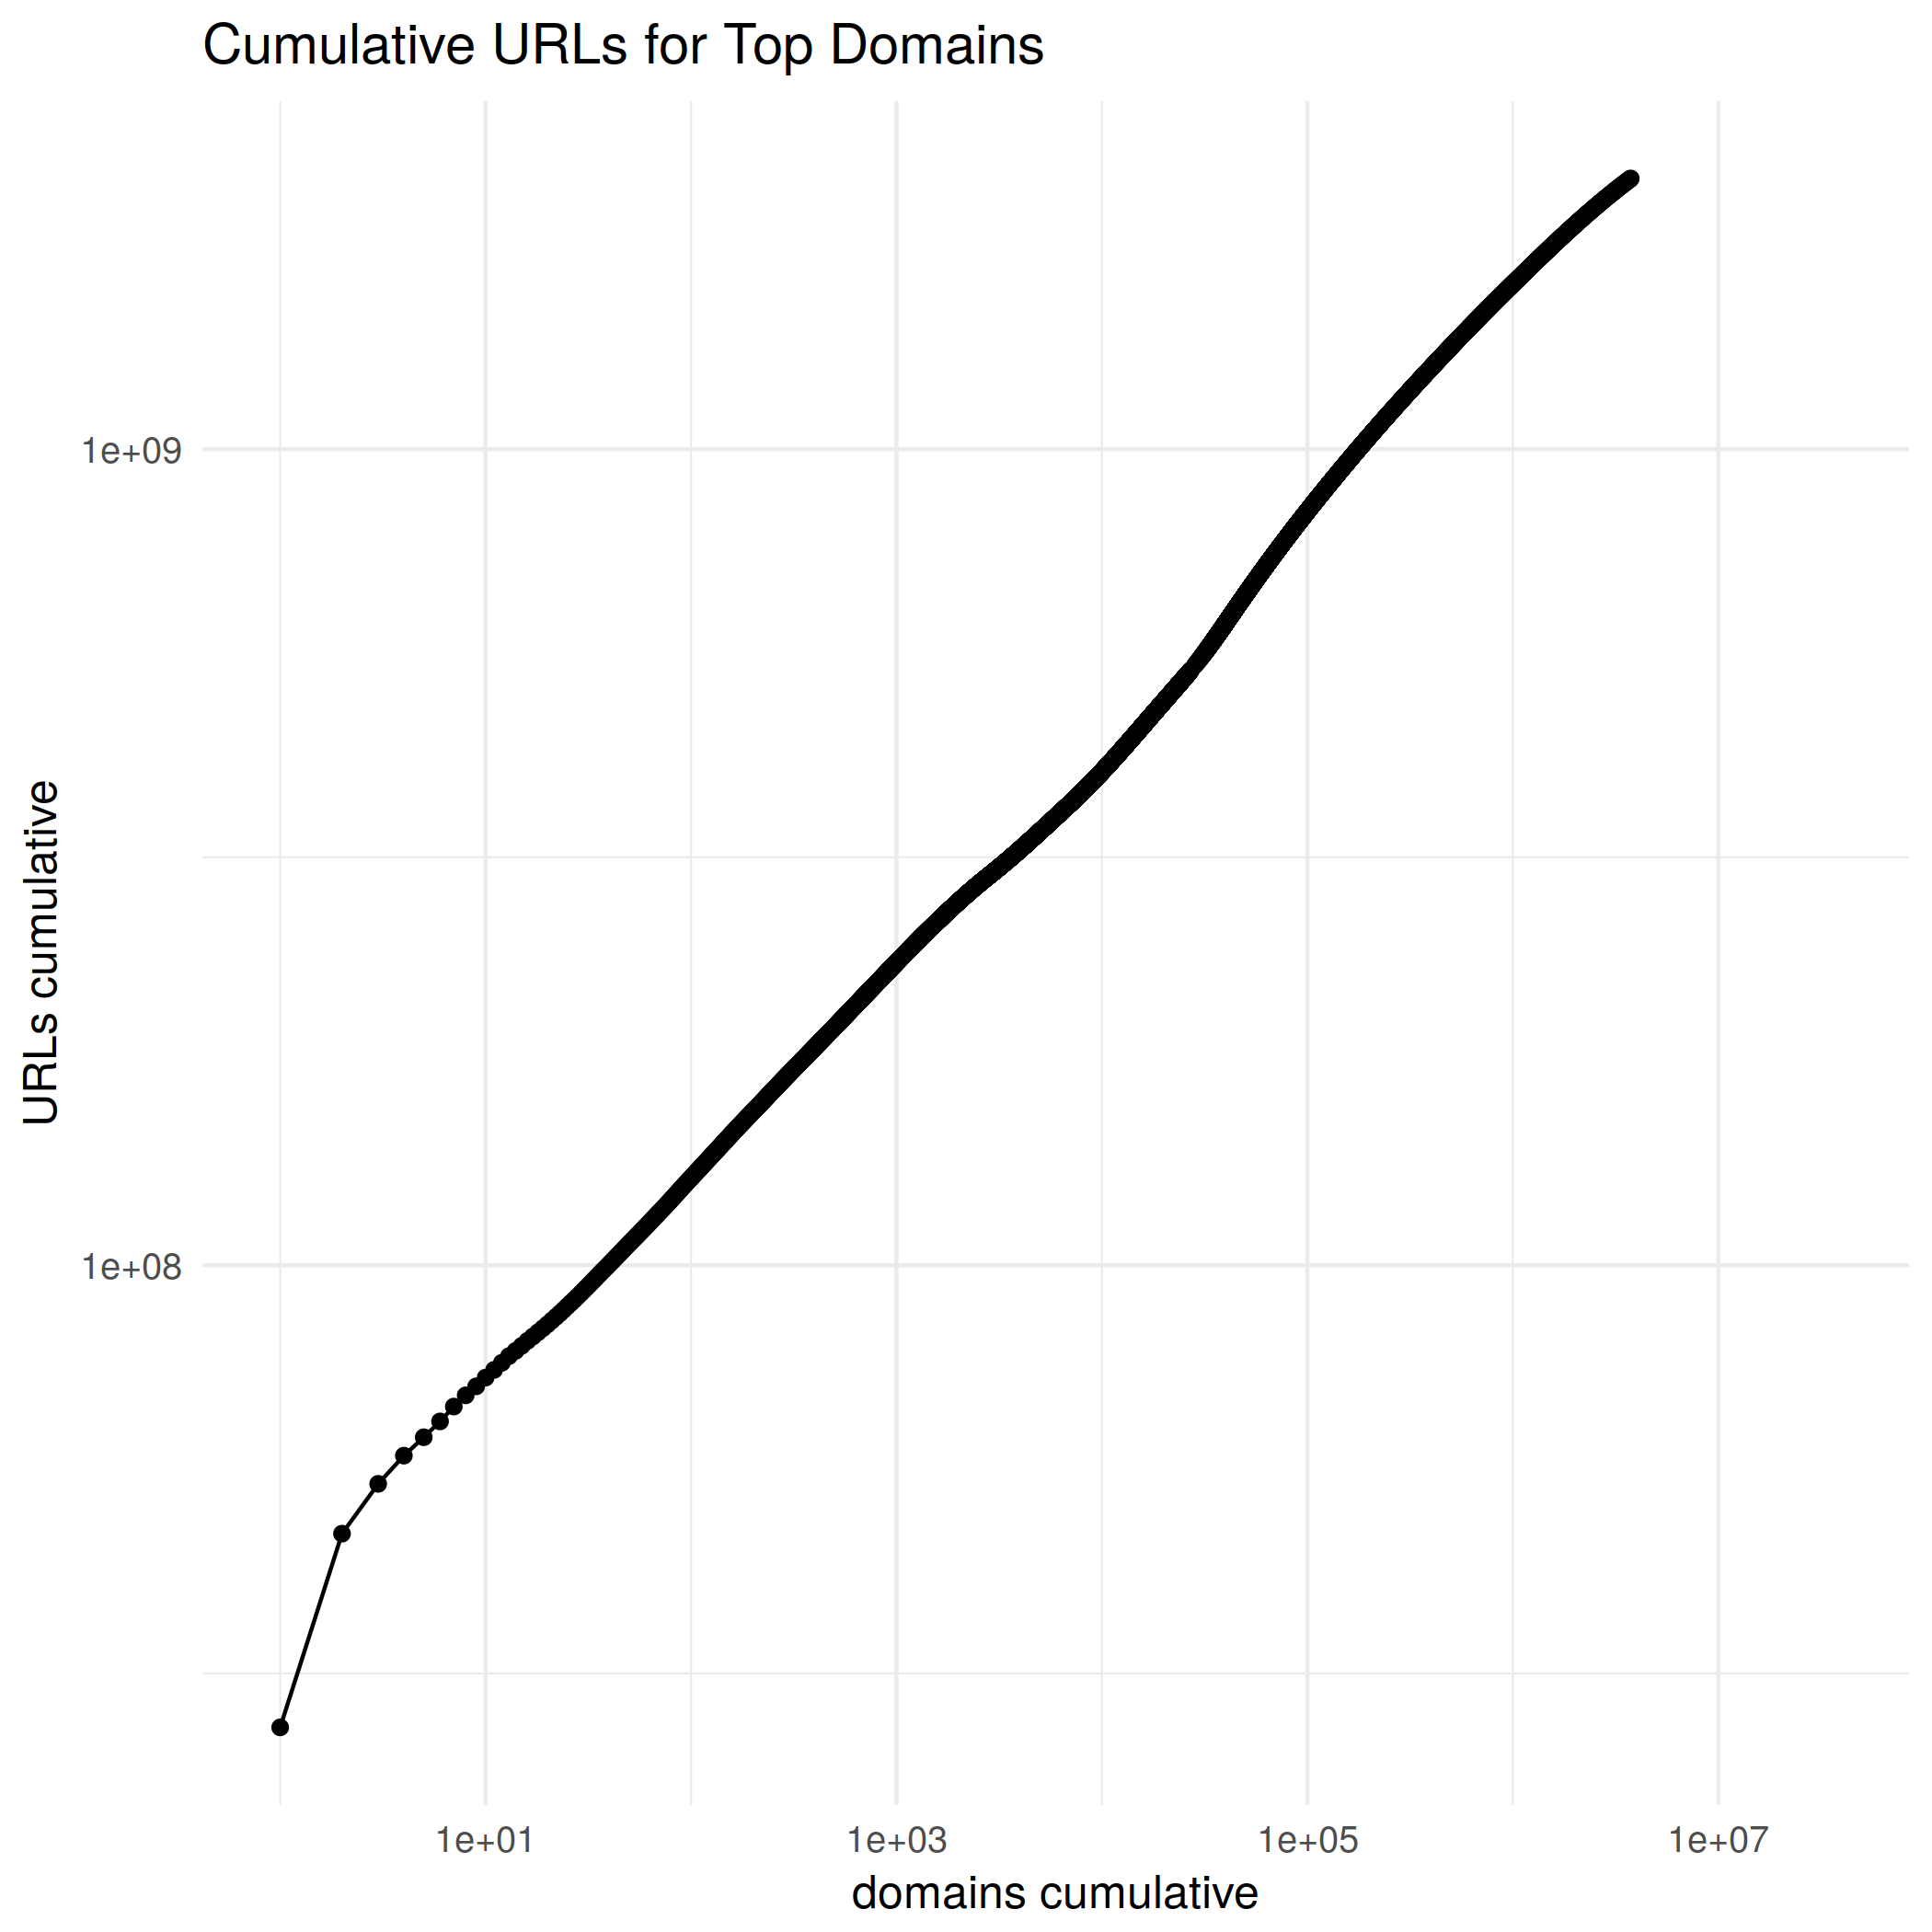 Cumulative URLs for Top Domains
URLs cumulative
1e+09
1e+08
1e+01
1e+03
1e+05
1e+07
domains cumulative